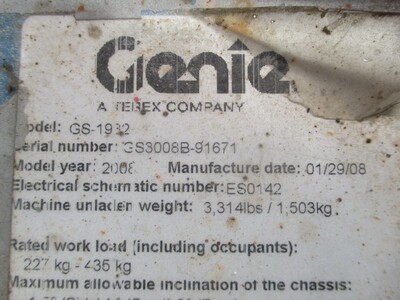 Genie
A TEREX COMPANY
Model: GS-1932
Serial number: GS3008B-91671
Model year: 2008 Manufacture date: 01/29/08
Electrical schematic number: ES0142
Machine unladen weight: 3,314lbs / 1,503kg
Rated work load (including occupants):
227 kg - 435 kg
Maximum allowable inclination of the chassis: